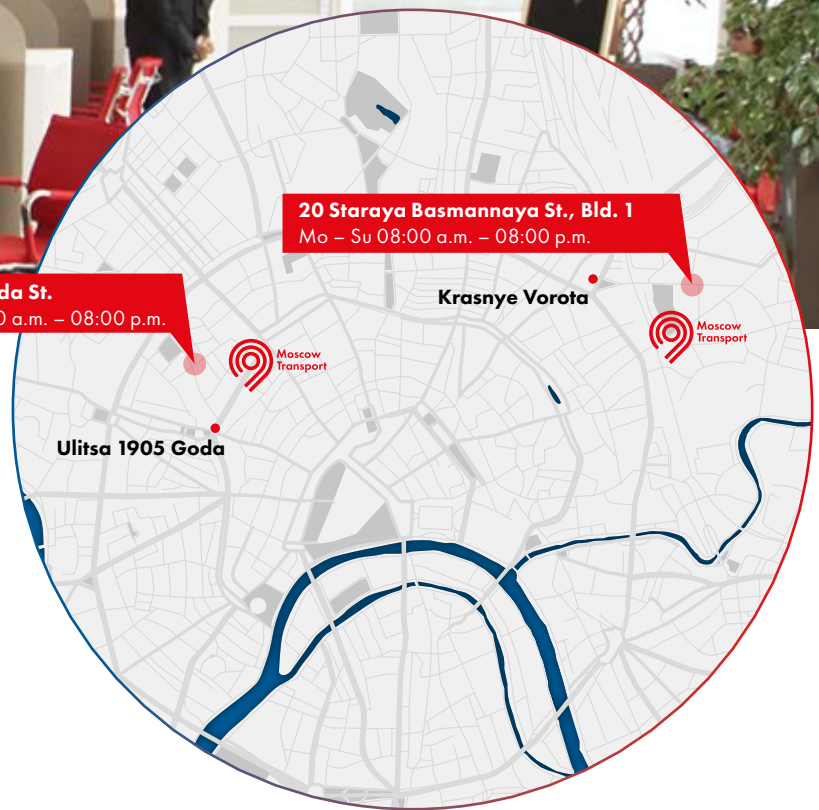 20 Staraya Basmannaya St., Bld. 1
Mo – Su 08:00 a.m. – 08:00 p.m.
Krasnye Vorota
Moscow
Transport
da St.
0 a.m. – 08:00 p.m.
Moscow
Transport
Ulitsa 1905 Goda